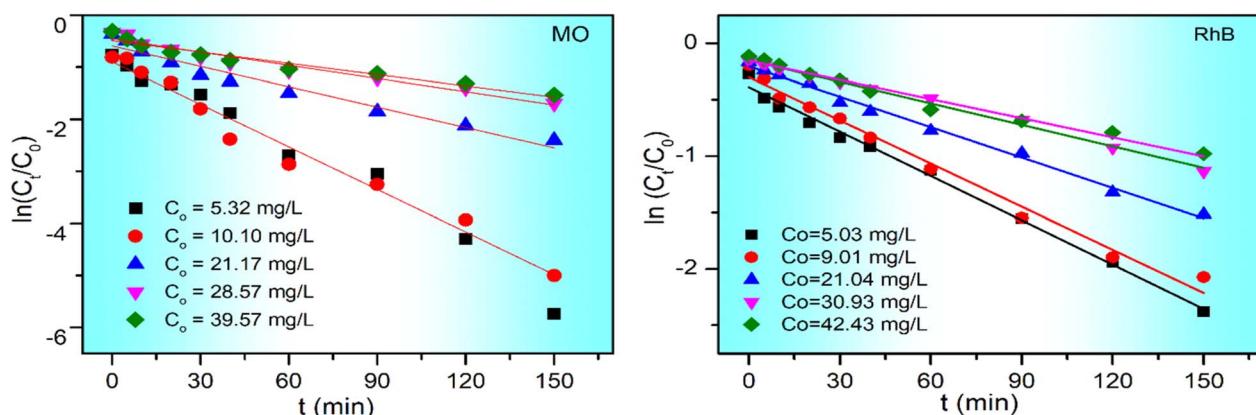 MO
ln(Ct/C0)
0
-2
-4
-6
Co = 5.32 mg/L
Co = 10.10 mg/L
Co = 21.17 mg/L
Co = 28.57 mg/L
Co = 39.57 mg/L
0 30 60 90 120 150
t (min)
RhB
ln (Ct/C0)
0
-1
-2
Co=5.03 mg/L
Co=9.01 mg/L
Co=21.04 mg/L
Co=30.93 mg/L
Co=42.43 mg/L
0 30 60 90 120 150
t (min)